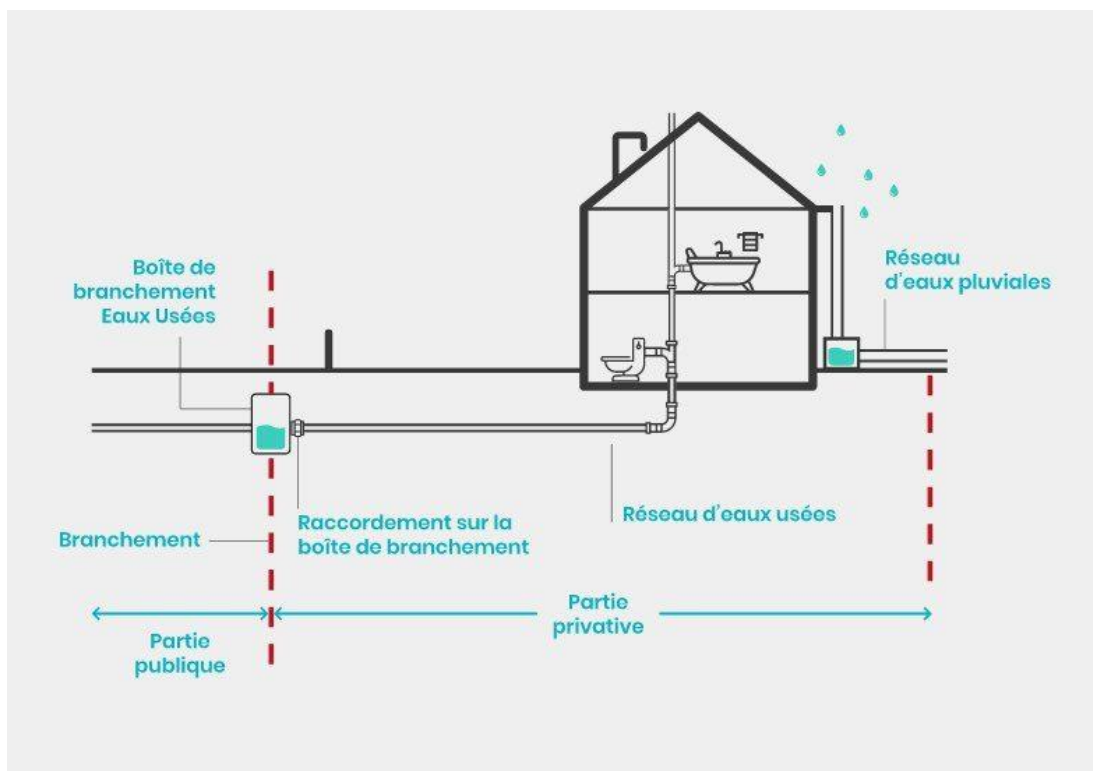 Boîte de
branchement
Eaux Usées
Réseau
d'eaux pluviales
Branchement
Raccordement sur la
boîte de branchement
Réseau d'eaux usées
Partie
publique
Partie
privative